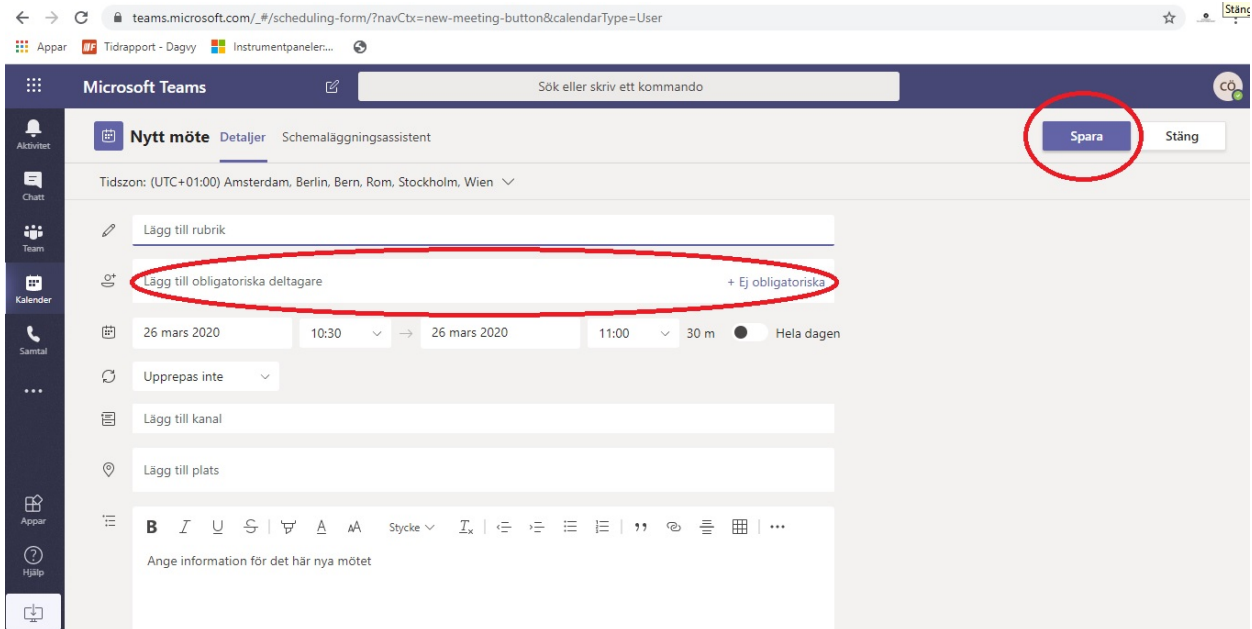 teams.microsoft.com/_#/scheduling-form/?navCtx=new-meeting-button&calendarType=User
Stäng
Appar Tidrapport - Dagvy Instrumentpaneler:...
Microsoft Teams Sök eller skriv ett kommando CÖ
Aktivitet
Nytt möte Detaljer Schemaläggningsassistent Spara Stäng
Tidszon: (UTC+01:00) Amsterdam, Berlin, Bern, Rom, Stockholm, Wien
Chatt
Lägg till rubrik
Team
Lägg till obligatoriska deltagare + Ej obligatoriska
Kalender
26 mars 2020 10:30 → 26 mars 2020 11:00 30 m Hela dagen
Samtal
Upprepas inte
Lägg till kanal
Lägg till plats
Appar
B I U S A AA Stycke Tx
Ange information för det här nya mötet
Hjälp